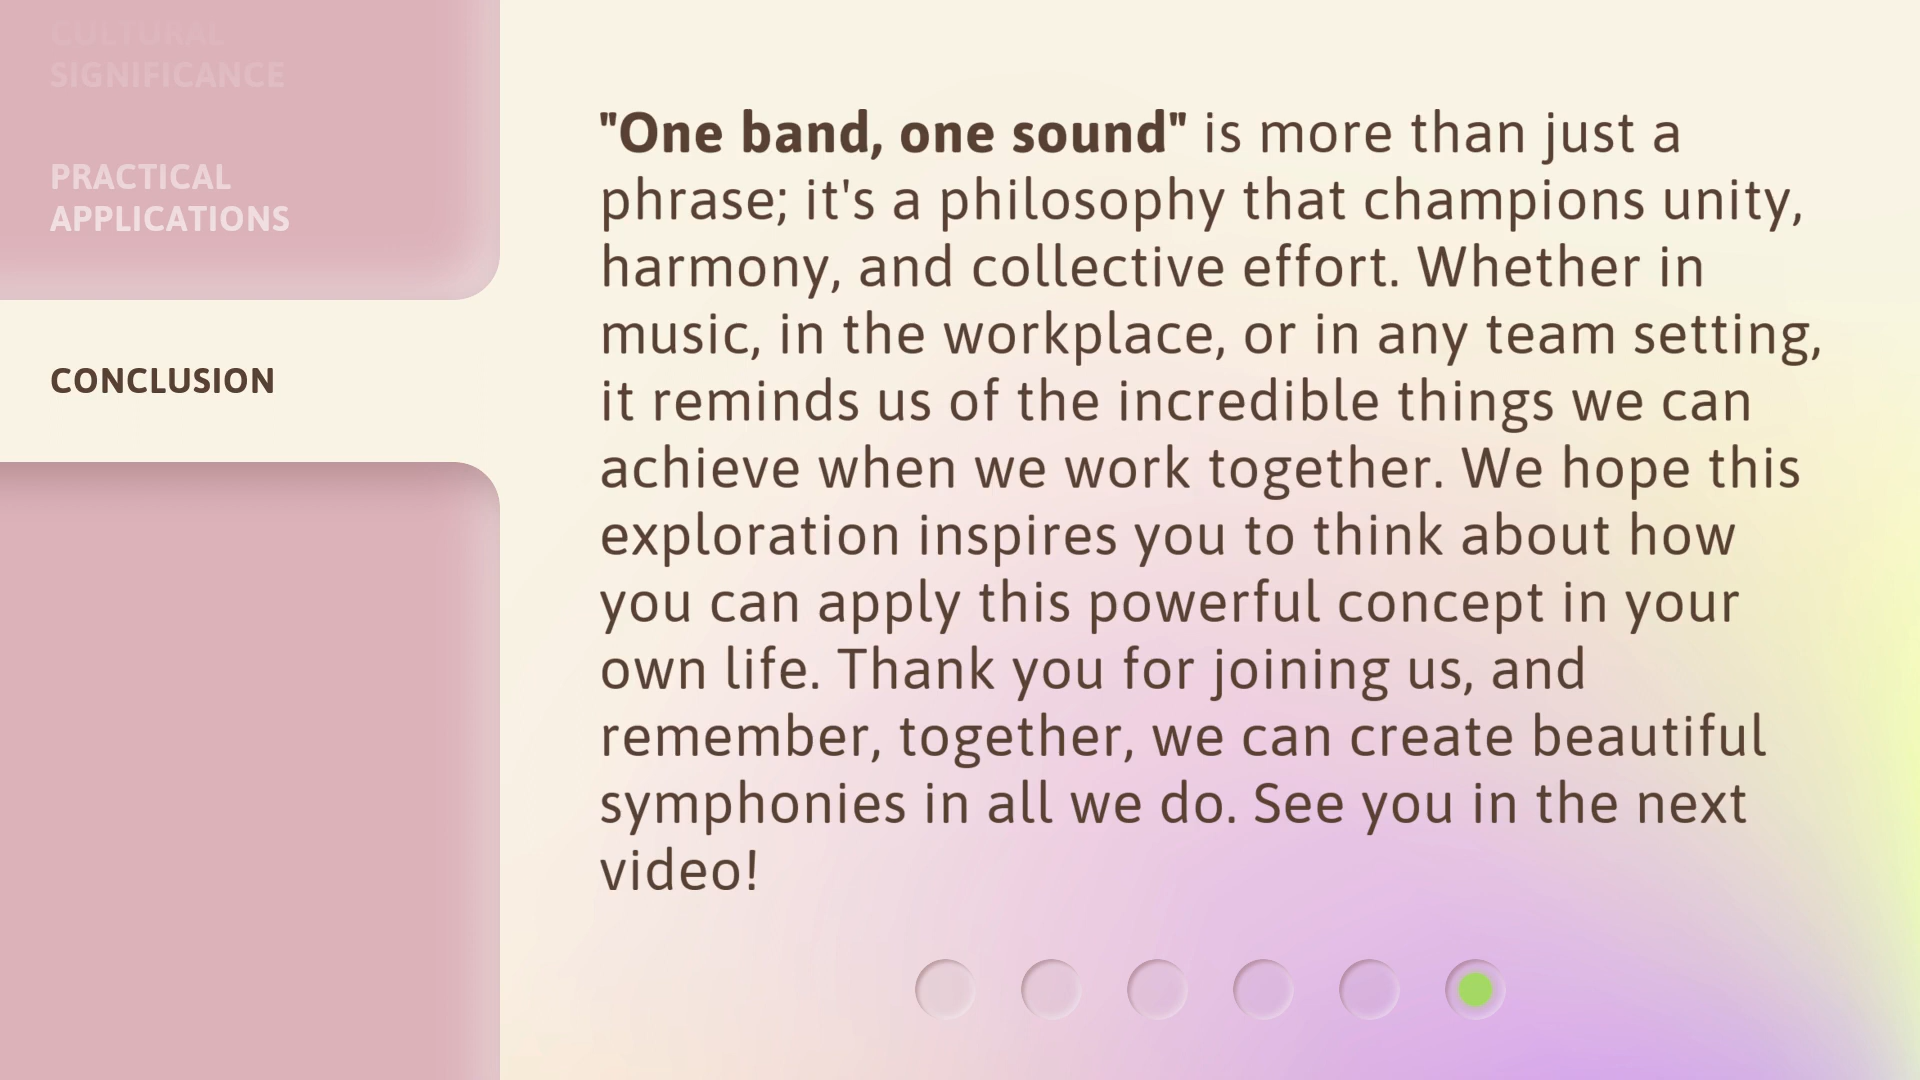 CULTURAL
SIGNIFICANCE
PRACTICAL
APPLICATIONS
CONCLUSION
"One band, one sound" is more than just a
phrase; it's a philosophy that champions unity,
harmony, and collective effort. Whether in
music, in the workplace, or in any team setting,
it reminds us of the incredible things we can
achieve when we work together. We hope this
exploration inspires you to think about how
you can apply this powerful concept in your
own life. Thank you for joining us, and
remember, together, we can create beautiful
symphonies in all we do. See you in the next
video!